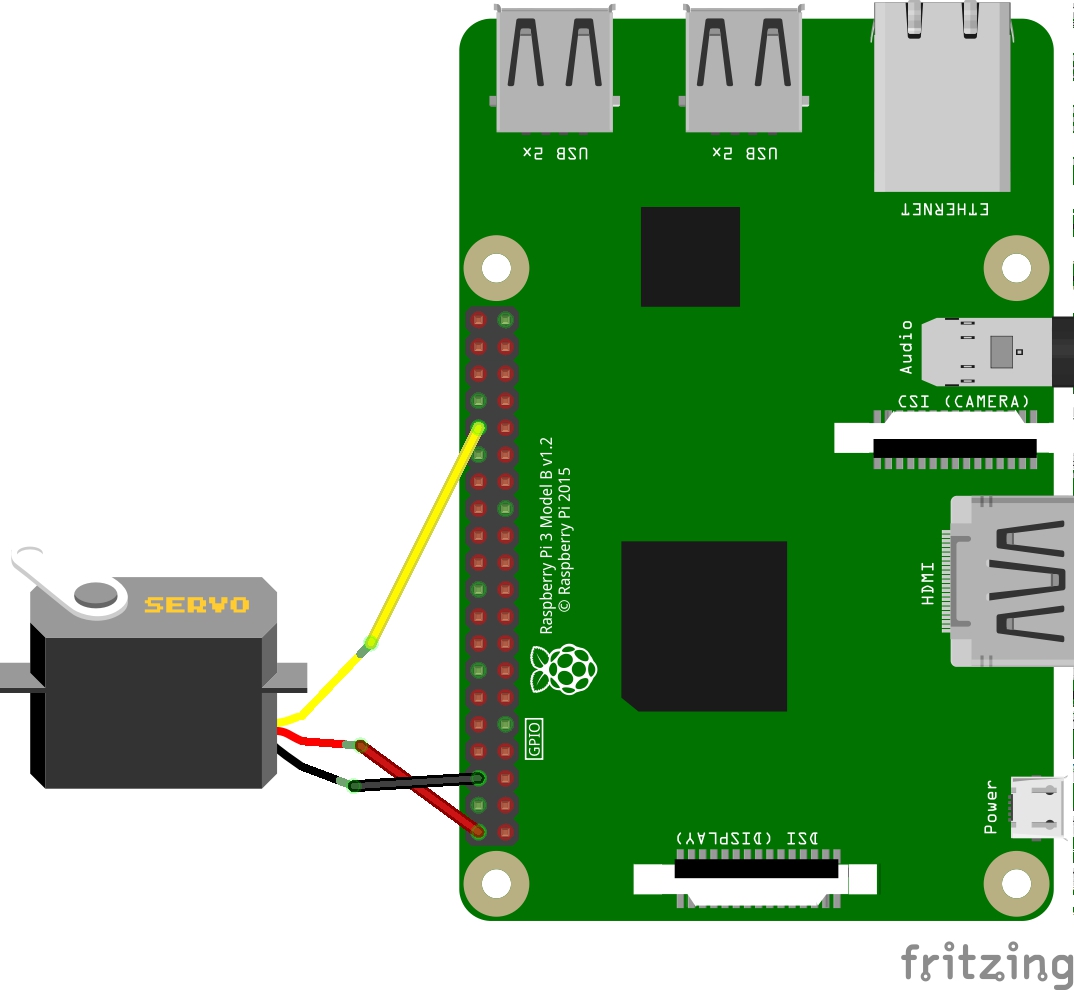 USB 2x
USB 2x
ETHERNET
Audio
CSI (CAMERA)
Raspberry Pi 3 Model B v1.2
© Raspberry Pi 2015
HDMI
SERVO
GPIO
Power
DSI (DISPLAY)
fritzing